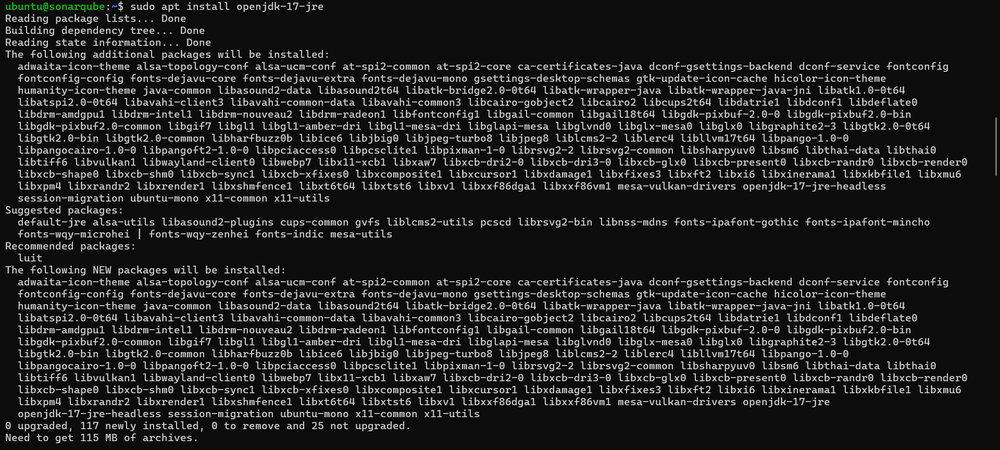 ubuntu@sonarqube:~$ sudo apt install openjdk-17-jre
Reading package lists... Done
Building dependency tree... Done
Reading state information... Done
The following additional packages will be installed:
  adwaita-icon-theme alsa-topology-conf alsa-ucm-conf at-spi2-common at-spi2-core ca-certificates-java dconf-gsettings-backend dconf-service fontconfig
  fontconfig-config fonts-dejavu-core fonts-dejavu-extra fonts-dejavu-mono gsettings-desktop-schemas gtk-update-icon-cache hicolor-icon-theme
  humanity-icon-theme java-common libasound2-data libasound2t64 libatk-bridge2.0-0t64 libatk-wrapper-java libatk-wrapper-java-jni libatk1.0-0t64
  libatspi2.0-0t64 libavahi-client3 libavahi-common-data libavahi-common3 libcairo-gobject2 libcairo2 libcups2t64 libdatrie1 libdconf1 libdeflate0
  libdrm-amdgpu1 libdrm-intel1 libdrm-nouveau2 libdrm-radeon1 libfontconfig1 libgail-common libgail18t64 libgdk-pixbuf-2.0-0 libgdk-pixbuf2.0-bin
  libgdk-pixbuf2.0-common libgif7 libgl1 libgl1-amber-dri libgl1-mesa-dri libglapi-mesa libglvnd0 libglx-mesa0 libglx0 libgraphite2-3 libgtk2.0-0t64
  libgtk2.0-bin libgtk2.0-common libharfbuzz0b libice6 libjbig0 libjpeg-turbo8 libjpeg8 liblcms2-2 liblerc4 libllvm17t64 libpango-1.0-0
  libpangocairo-1.0-0 libpangoft2-1.0-0 libpciaccess0 libpcsclite1 libpixman-1-0 librsvg2-2 librsvg2-common libsharpyuv0 libsm6 libthai-data libthai0
  libtiff6 libvulkan1 libwayland-client0 libwebp7 libx11-xcb1 libxaw7 libxcb-dri2-0 libxcb-dri3-0 libxcb-glx0 libxcb-present0 libxcb-randr0 libxcb-render0
  libxcb-shape0 libxcb-shm0 libxcb-sync1 libxcb-xfixes0 libxcomposite1 libxcursor1 libxdamage1 libxfixes3 libxft2 libxi6 libxinerama1 libxkbfile1 libxmu6
  libxpm4 libxrandr2 libxrender1 libxshmfence1 libxt6t64 libxtst6 libxv1 libxxf86dga1 libxxf86vm1 mesa-vulkan-drivers openjdk-17-jre-headless
  session-migration ubuntu-mono x11-common x11-utils
Suggested packages:
  default-jre alsa-utils libasound2-plugins cups-common gvfs liblcms2-utils pcscd librsvg2-bin libnss-mdns fonts-ipafont-gothic fonts-ipafont-mincho
  fonts-wqy-microhei | fonts-wqy-zenhei fonts-indic mesa-utils
Recommended packages:
  luit
The following NEW packages will be installed:
  adwaita-icon-theme alsa-topology-conf alsa-ucm-conf at-spi2-common at-spi2-core ca-certificates-java dconf-gsettings-backend dconf-service fontconfig
  fontconfig-config fonts-dejavu-core fonts-dejavu-extra fonts-dejavu-mono gsettings-desktop-schemas gtk-update-icon-cache hicolor-icon-theme
  humanity-icon-theme java-common libasound2-data libasound2t64 libatk-bridge2.0-0t64 libatk-wrapper-java libatk-wrapper-java-jni libatk1.0-0t64
  libatspi2.0-0t64 libavahi-client3 libavahi-common-data libavahi-common3 libcairo-gobject2 libcairo2 libcups2t64 libdatrie1 libdconf1 libdeflate0
  libdrm-amdgpu1 libdrm-intel1 libdrm-nouveau2 libdrm-radeon1 libfontconfig1 libgail-common libgail18t64 libgdk-pixbuf-2.0-0 libgdk-pixbuf2.0-bin
  libgdk-pixbuf2.0-common libgif7 libgl1 libgl1-amber-dri libgl1-mesa-dri libglapi-mesa libglvnd0 libglx-mesa0 libglx0 libgraphite2-3 libgtk2.0-0t64
  libgtk2.0-bin libgtk2.0-common libharfbuzz0b libice6 libjbig0 libjpeg-turbo8 libjpeg8 liblcms2-2 liblerc4 libllvm17t64 libpango-1.0-0
  libpangocairo-1.0-0 libpangoft2-1.0-0 libpciaccess0 libpcsclite1 libpixman-1-0 librsvg2-2 librsvg2-common libsharpyuv0 libsm6 libthai-data libthai0
  libtiff6 libvulkan1 libwayland-client0 libwebp7 libx11-xcb1 libxaw7 libxcb-dri2-0 libxcb-dri3-0 libxcb-glx0 libxcb-present0 libxcb-randr0 libxcb-render0
  libxcb-shape0 libxcb-shm0 libxcb-sync1 libxcb-xfixes0 libxcomposite1 libxcursor1 libxdamage1 libxfixes3 libxft2 libxi6 libxinerama1 libxkbfile1 libxmu6
  libxpm4 libxrandr2 libxrender1 libxshmfence1 libxt6t64 libxtst6 libxv1 libxxf86dga1 libxxf86vm1 mesa-vulkan-drivers openjdk-17-jre
  openjdk-17-jre-headless session-migration ubuntu-mono x11-common x11-utils
0 upgraded, 117 newly installed, 0 to remove and 25 not upgraded.
Need to get 115 MB of archives.